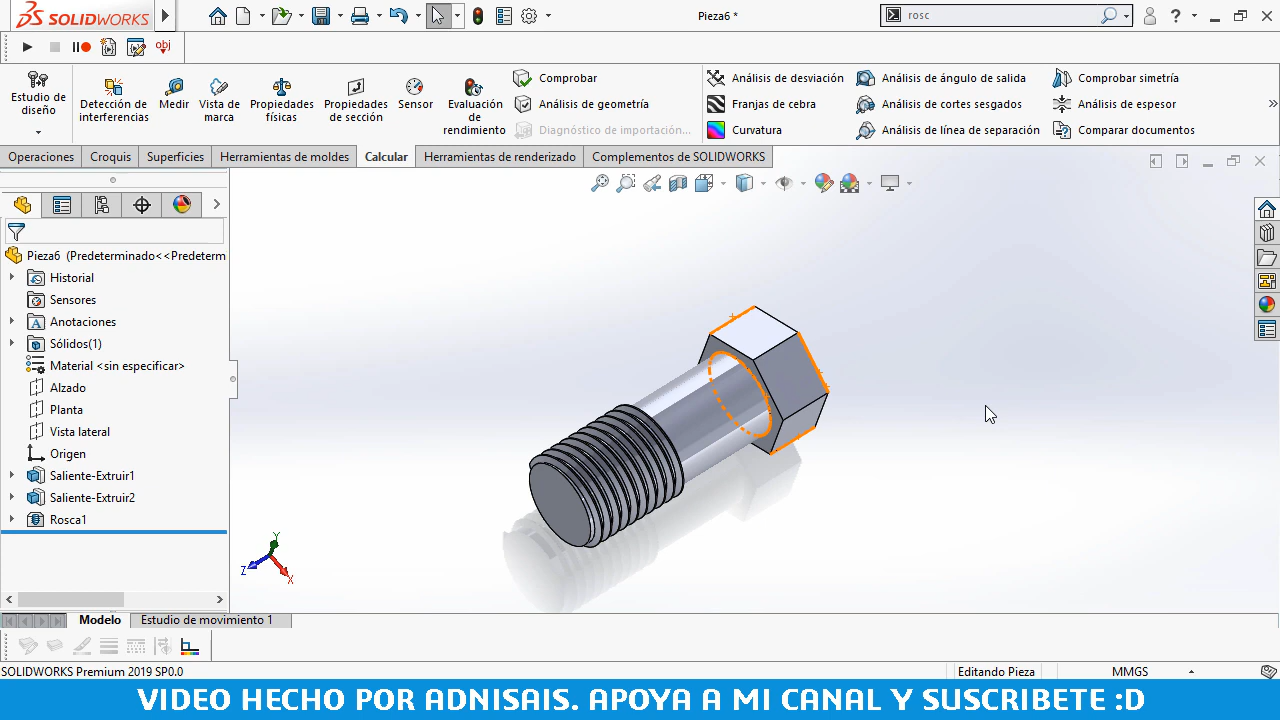 SOLIDWORKS
Pieza6 *
rosc
obj
Estudio de
diseño
Detección de
interferencias
Medir
Vista de
marca
Propiedades
físicas
Propiedades
de sección
Sensor
Evaluación
de
rendimiento
Comprobar
Análisis de geometría
Diagnóstico de importación...
Análisis de desviación
Franjas de cebra
Curvatura
Análisis de ángulo de salida
Análisis de cortes sesgados
Análisis de línea de separación
Comprobar simetría
Análisis de espesor
Comparar documentos
Operaciones
Croquis
Superficies
Herramientas de moldes
Calcular
Herramientas de renderizado
Complementos de SOLIDWORKS
Pieza6 (Predeterminado<<Predeterm
Historial
Sensores
Anotaciones
Sólidos(1)
Material <sin especificar>
Alzado
Planta
Vista lateral
Origen
Saliente-Extruir1
Saliente-Extruir2
Rosca1
Y
Z
X
Modelo
Estudio de movimiento 1
SOLIDWORKS Premium 2019 SP0.0
Editando Pieza
MMGS
VIDEO HECHO POR ADNISAIS. APOYA A MI CANAL Y SUSCRIBETE :D